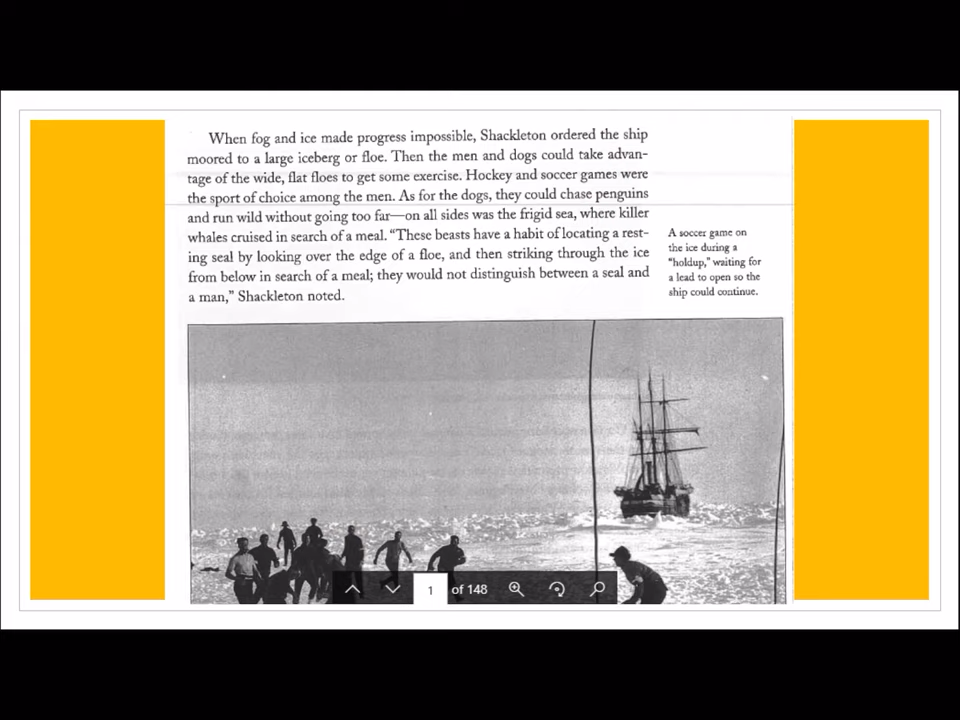 When fog and ice made progress impossible, Shackleton ordered the ship
moored to a large iceberg or floe. Then the men and dogs could take advan-
tage of the wide, flat floes to get some exercise. Hockey and soccer games were
the sport of choice among the men. As for the dogs, they could chase penguins
and run wild without going too far—on all sides was the frigid sea, where killer
whales cruised in search of a meal. “These beasts have a habit of locating a rest-
ing seal by looking over the edge of a floe, and then striking through the ice
from below in search of a meal; they would not distinguish between a seal and
a man,” Shackleton noted.
A soccer game on
the ice during a
“holdup,” waiting for
a lead to open so the
ship could continue.
1 of 148